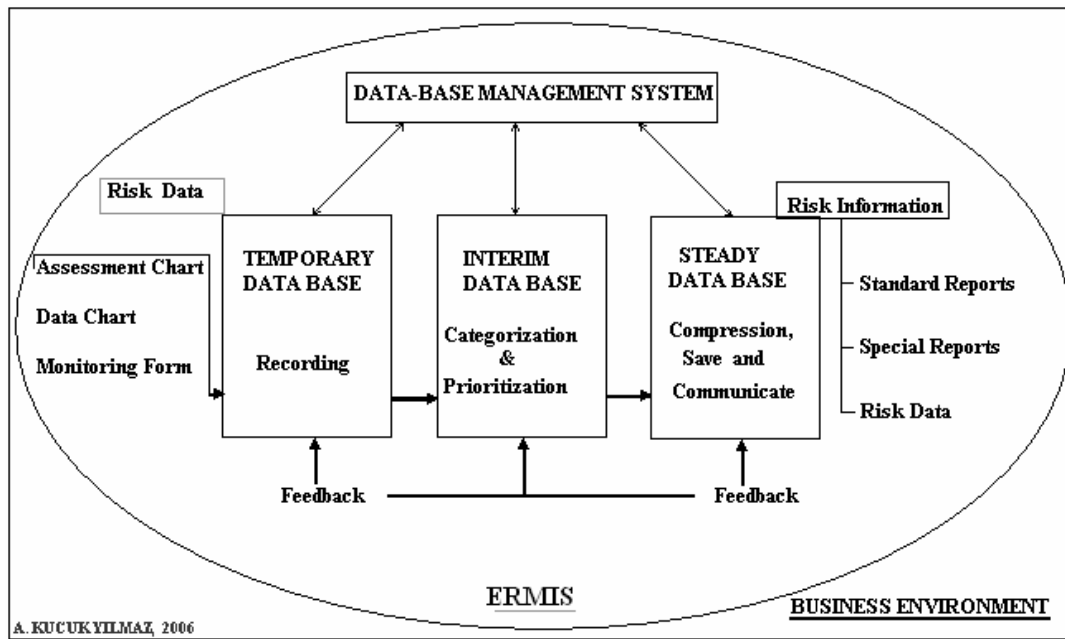 DATA-BASE MANAGEMENT SYSTEM
Risk Data
Assessment Chart
Data Chart
Monitoring Form
TEMPORARY
DATA BASE
Recording
INTERIM
DATA BASE
Categorization
&
Prioritization
STEADY
DATA BASE
Compression,
Save and
Communicate
Risk Information
Standard Reports
Special Reports
Risk Data
Feedback
Feedback
ERMIS
BUSINESS ENVIRONMENT
A. KUCUK YILMAZ, 2006